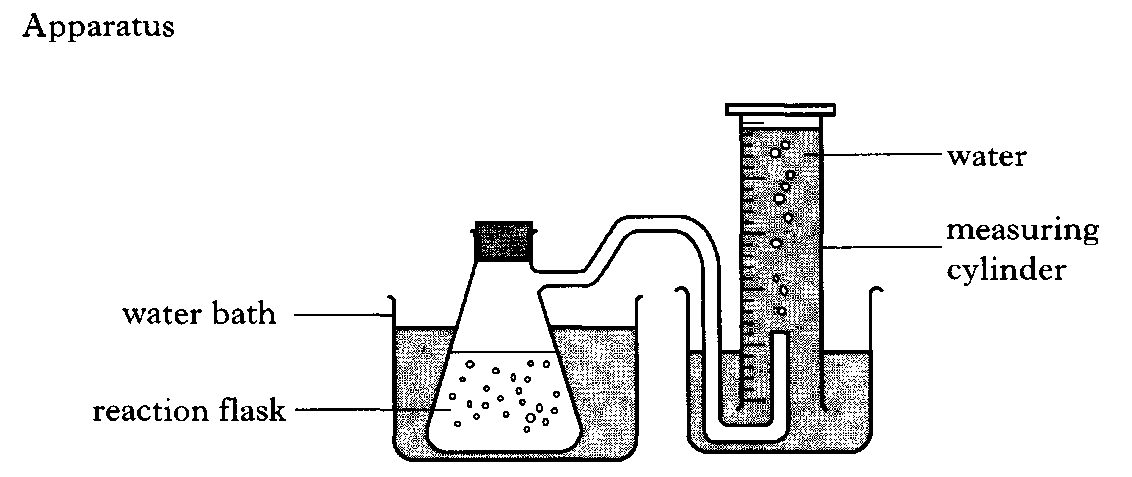 Apparatus
water
measuring
cylinder
water bath
reaction flask